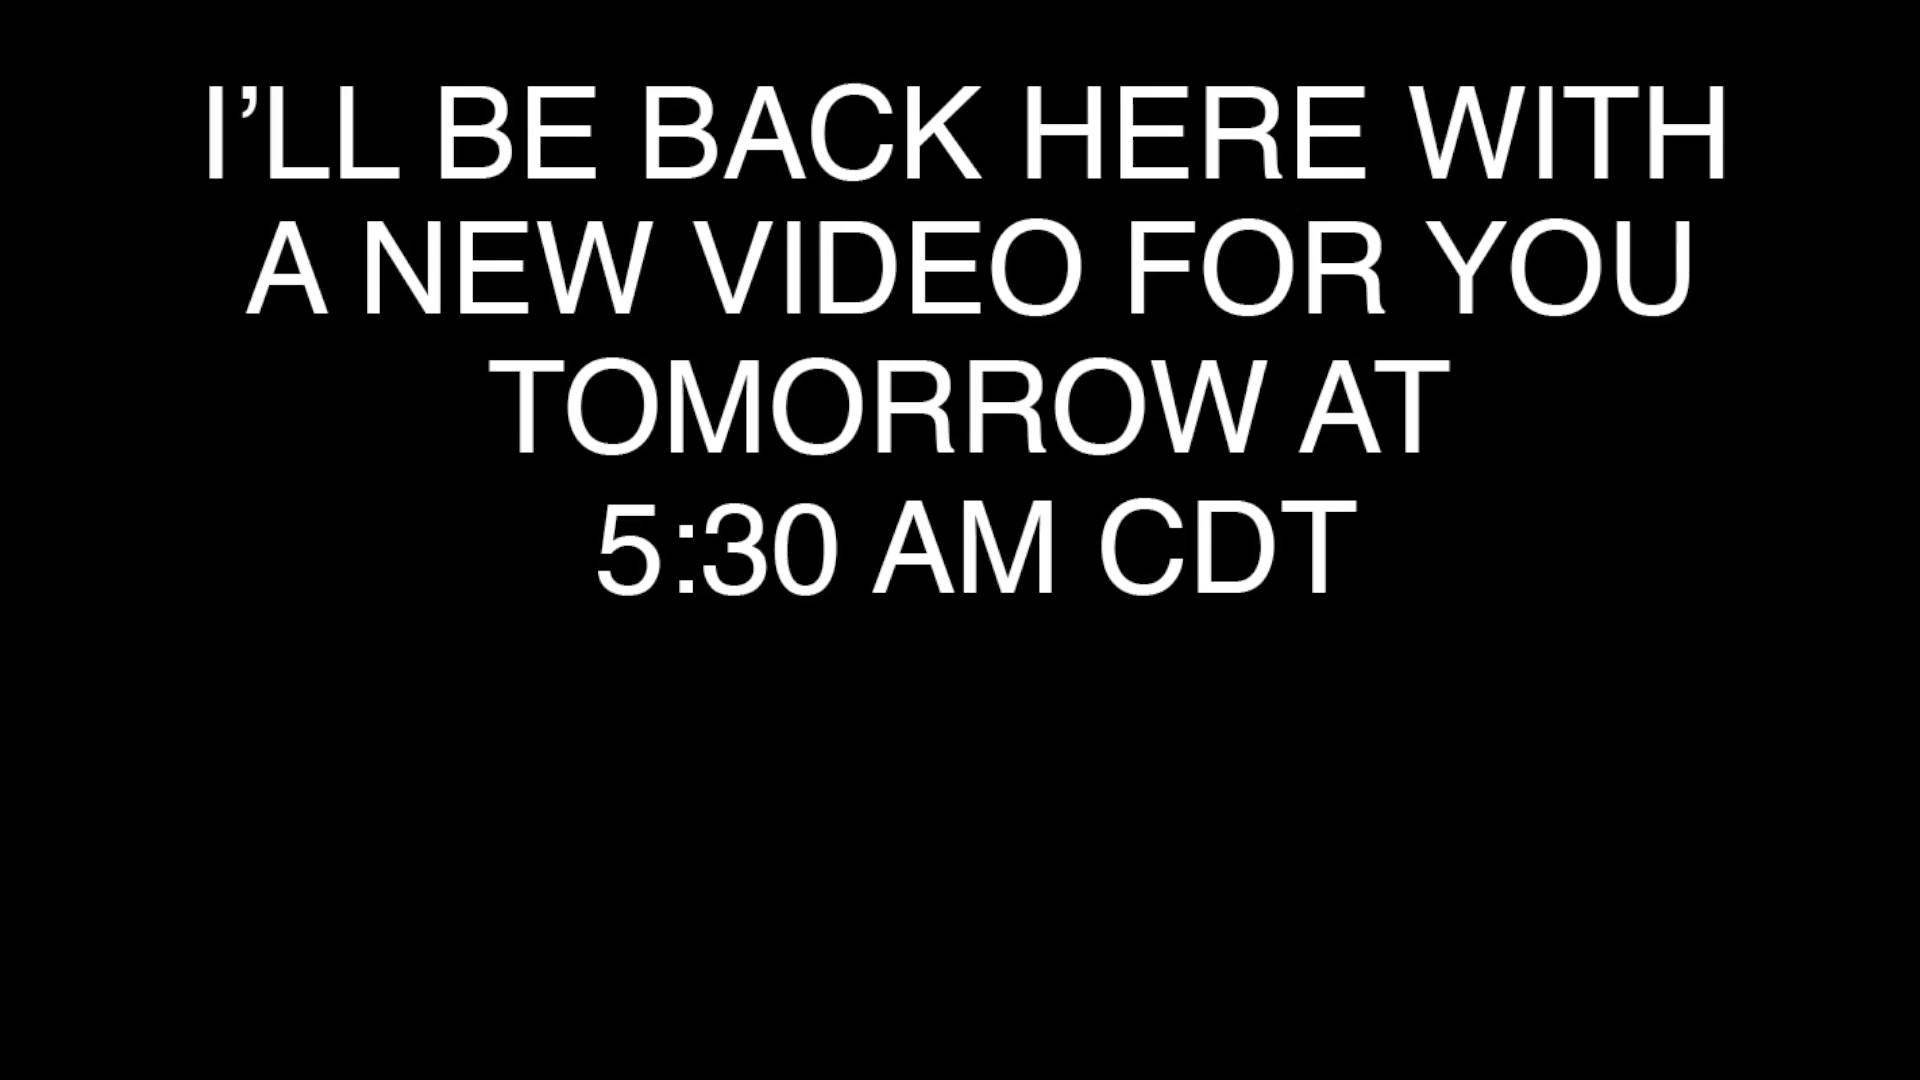 I’LL BE BACK HERE WITH
A NEW VIDEO FOR YOU
TOMORROW AT
5:30 AM CDT